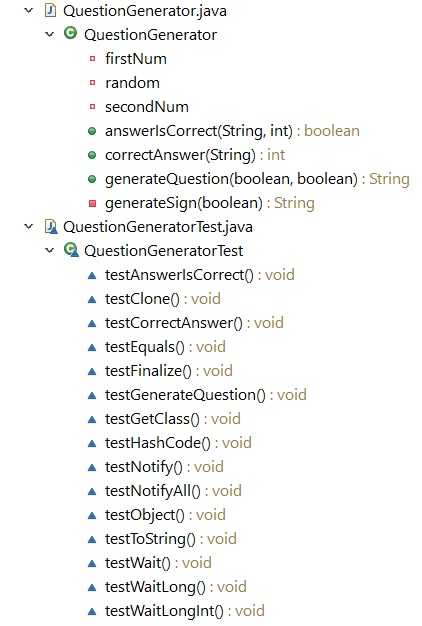 QuestionGenerator.java
QuestionGenerator
firstNum
random
secondNum
answerIsCorrect(String, int) : boolean
correctAnswer(String) : int
generateQuestion(boolean, boolean) : String
generateSign(boolean) : String
QuestionGeneratorTest.java
QuestionGeneratorTest
testAnswerIsCorrect() : void
testClone() : void
testCorrectAnswer() : void
testEquals() : void
testFinalize() : void
testGenerateQuestion() : void
testGetClass() : void
testHashCode() : void
testNotify() : void
testNotifyAll() : void
testObject() : void
testToString() : void
testWait() : void
testWaitLong() : void
testWaitLongInt() : void